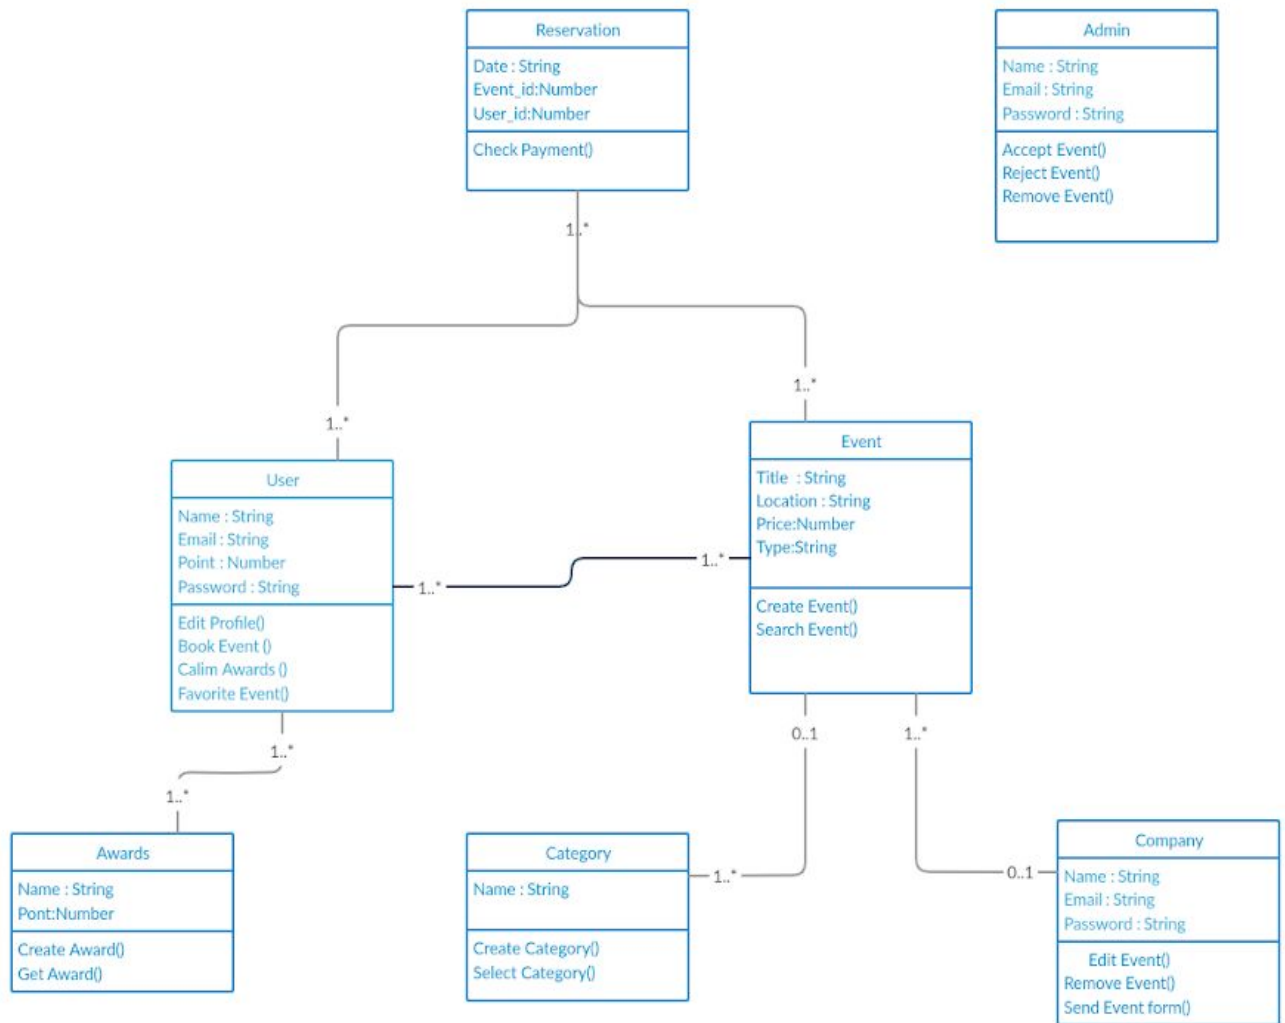 Reservation
Date : String
Event_id:Number
User_id:Number
Check Payment()
Admin
Name : String
Email : String
Password : String
Accept Event()
Reject Event()
Remove Event()
1..*
1..*
1..*
User
Name : String
Email : String
Point : Number
Password : String
Edit Profile()
Book Event ()
Calim Awards ()
Favorite Event()
1..*
1..*
Event
Title : String
Location : String
Price:Number
Type:String
Create Event()
Search Event()
1..*
1..*
0..1
1..*
Awards
Name : String
Pont:Number
Create Award()
Get Award()
Category
Name : String
Create Category()
Select Category()
1..*
0..1
Company
Name : String
Email : String
Password : String
Edit Event()
Remove Event()
Send Event form()